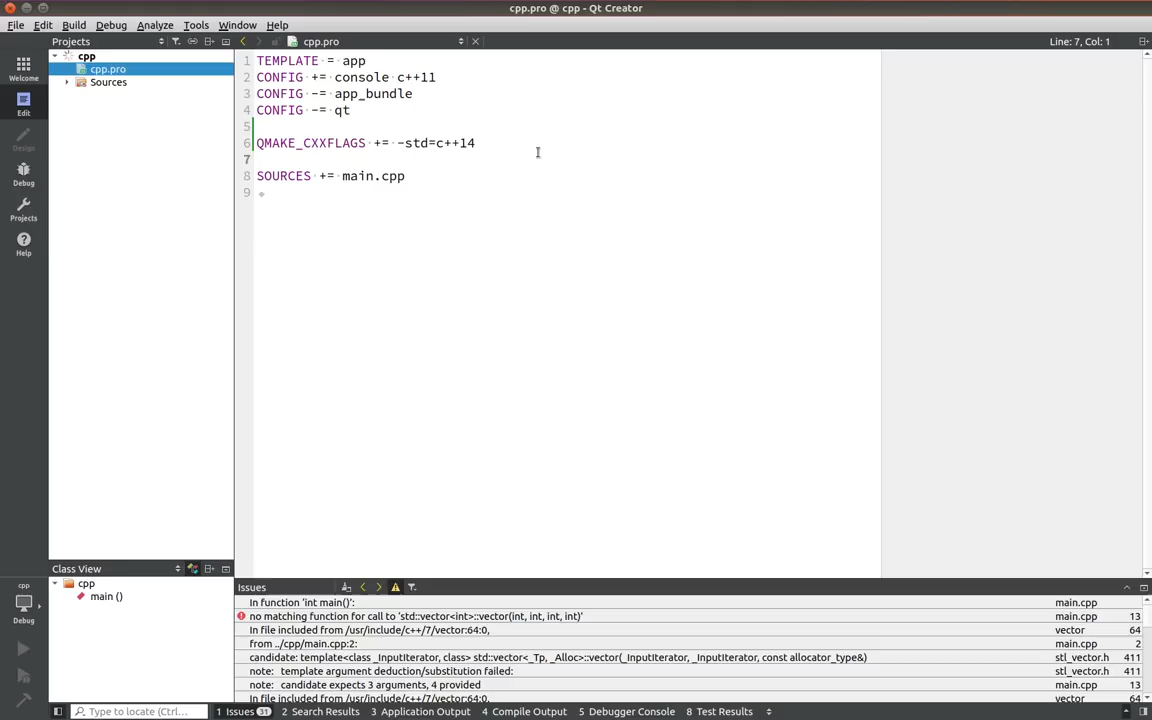 cpp.pro @ cpp - Qt Creator
File Edit Build Debug Analyze Tools Window Help
Projects
cpp.pro
Line: 7, Col: 1
Welcome
Edit
Design
Debug
Projects
Help
cpp
Debug
cpp
cpp.pro
Sources
1 TEMPLATE = app
2 CONFIG += console c++11
3 CONFIG -= app_bundle
4 CONFIG -= qt
5
6 QMAKE_CXXFLAGS += -std=c++14
7
8 SOURCES += main.cpp
9
Class View
cpp
main ()
Issues
In function 'int main()': main.cpp
no matching function for call to 'std::vector<int>::vector(int, int, int, int)' main.cpp 13
In file included from /usr/include/c++/7/vector:64:0, vector 64
from ../cpp/main.cpp:2: main.cpp 2
candidate: template<class _InputIterator, class> std::vector<_Tp, _Alloc>::vector(_InputIterator, _InputIterator, const allocator_type&) stl_vector.h 411
note: template argument deduction/substitution failed: stl_vector.h 411
note: candidate expects 3 arguments, 4 provided main.cpp 13
In file included from /usr/include/c++/7/vector:64:0, vector 64
Type to locate (Ctrl...
1 Issues 31 2 Search Results 3 Application Output 4 Compile Output 5 Debugger Console 8 Test Results